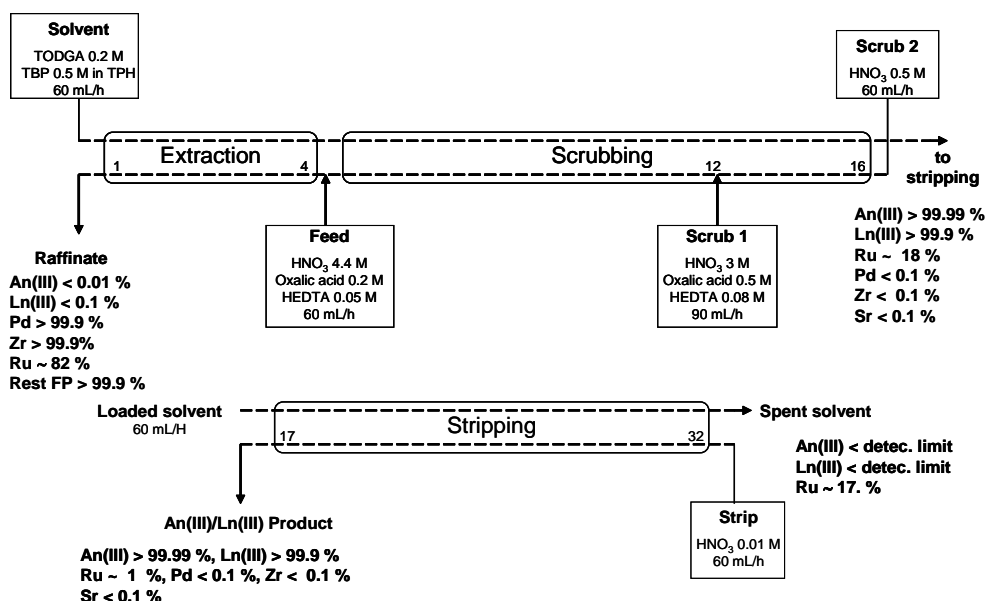 Solvent
TODGA 0.2 M
TBP 0.5 M in TPH
60 mL/h
Scrub 2
HNO3 0.5 M
60 mL/h
Extraction
1
4
Scrubbing
12
16
to
stripping
Raffinate
An(III) < 0.01 %
Ln(III) < 0.1 %
Pd > 99.9 %
Zr > 99.9%
Ru ~ 82 %
Rest FP > 99.9 %
Feed
HNO3 4.4 M
Oxalic acid 0.2 M
HEDTA 0.05 M
60 mL/h
Scrub 1
HNO3 3 M
Oxalic acid 0.5 M
HEDTA 0.08 M
90 mL/h
An(III) > 99.99 %
Ln(III) > 99.9 %
Ru ~ 18 %
Pd < 0.1 %
Zr < 0.1 %
Sr < 0.1 %
Loaded solvent
60 mL/H
Stripping
17
32
Spent solvent
An(III) < detec. limit
Ln(III) < detec. limit
Ru ~ 17. %
An(III)/Ln(III) Product
An(III) > 99.99 %, Ln(III) > 99.9 %
Ru ~ 1 %, Pd < 0.1 %, Zr < 0.1 %
Sr < 0.1 %
Strip
HNO3 0.01 M
60 mL/h